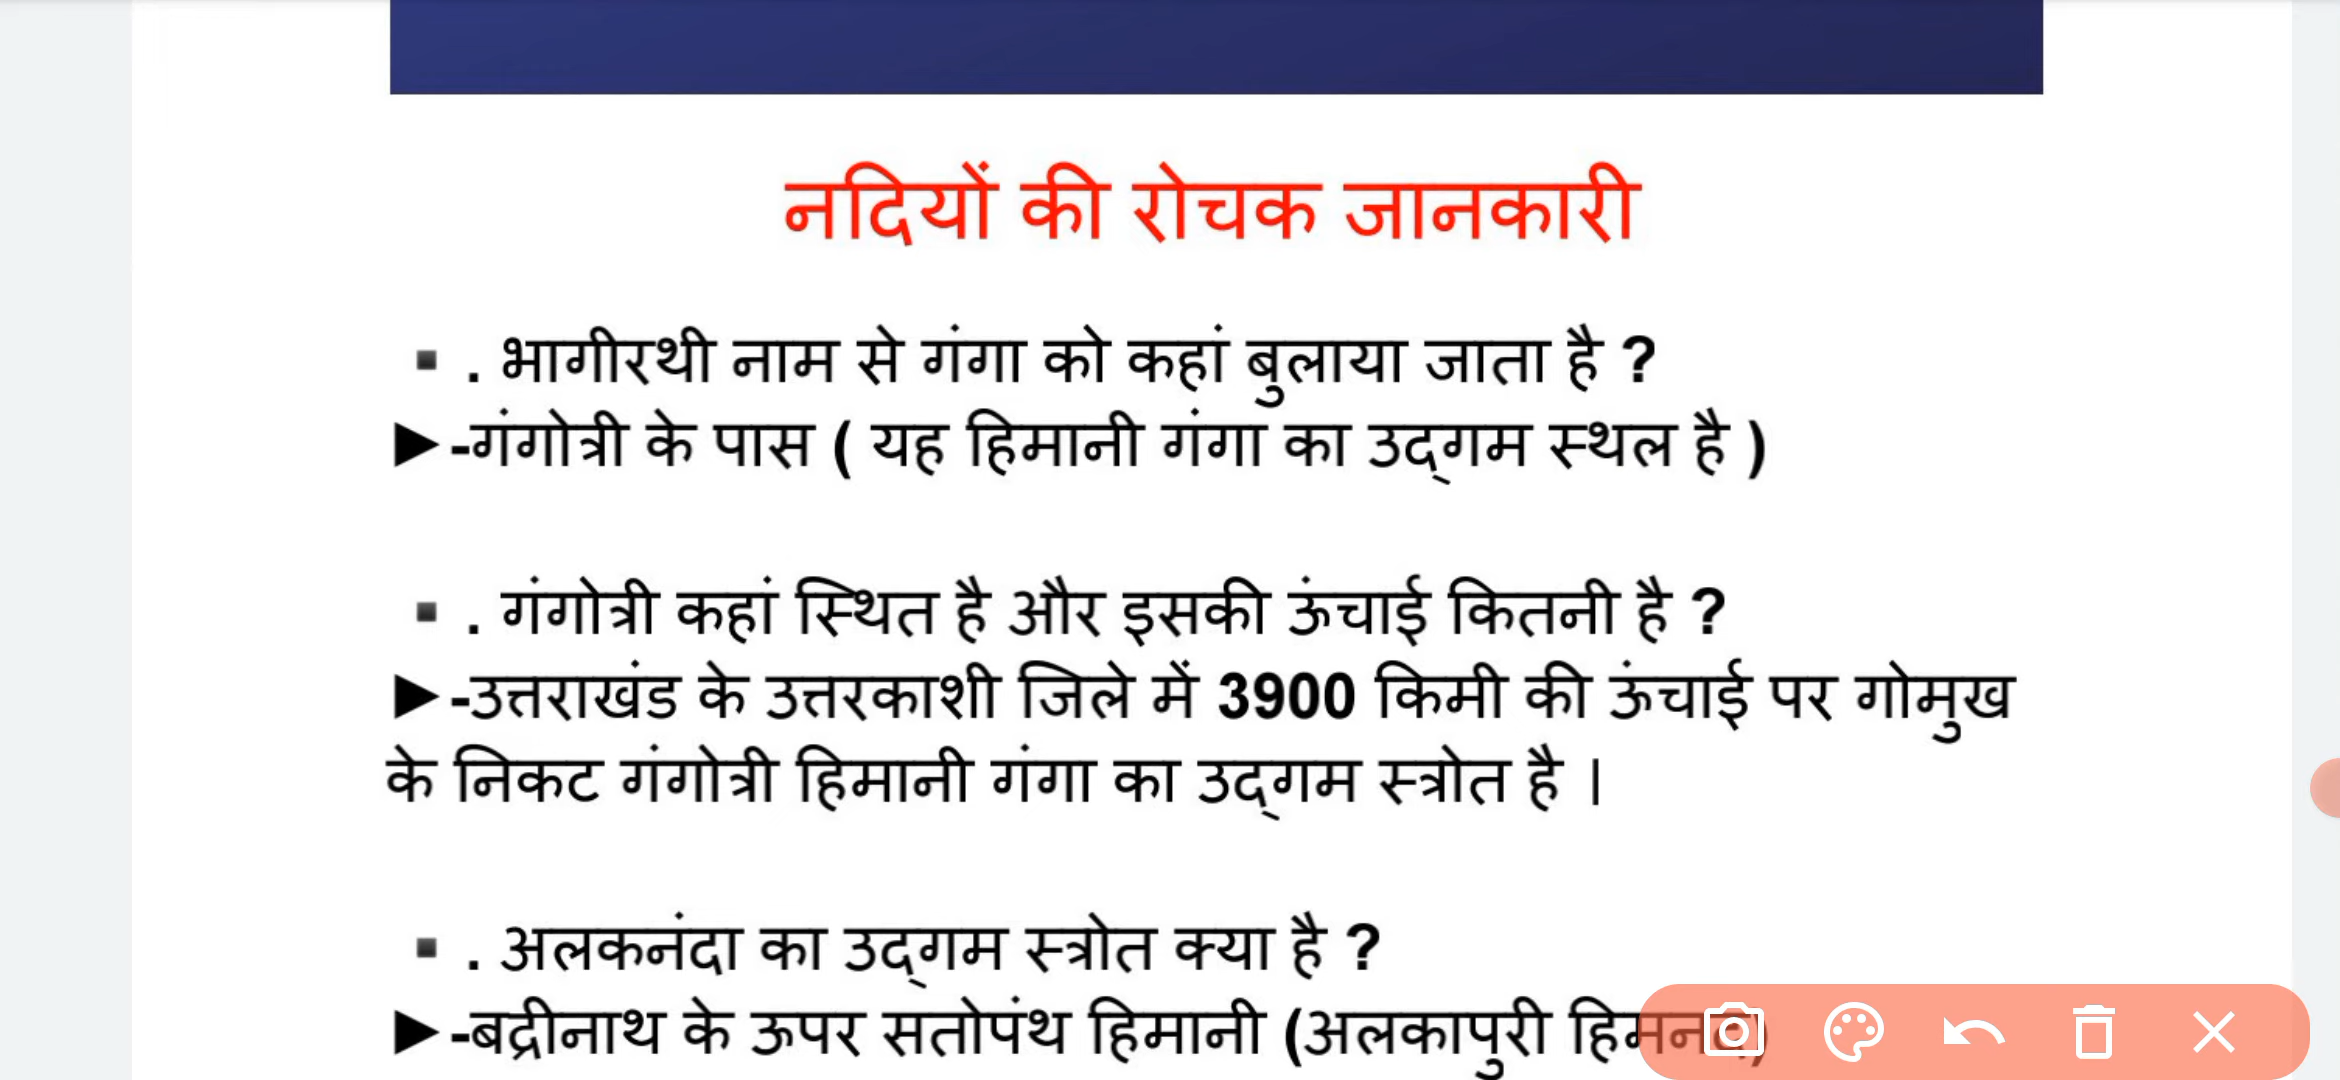 नदियों की रोचक जानकारी
▪ . भागीरथी नाम से गंगा को कहां बुलाया जाता है ?
►-गंगोत्री के पास ( यह हिमानी गंगा का उद्गम स्थल है )
▪ . गंगोत्री कहां स्थित है और इसकी ऊंचाई कितनी है ?
►-उत्तराखंड के उत्तरकाशी जिले में 3900 किमी की ऊंचाई पर गोमुख
के निकट गंगोत्री हिमानी गंगा का उद्गम स्त्रोत है ।
▪ . अलकनंदा का उद्गम स्त्रोत क्या है ?
►-बद्रीनाथ के ऊपर सतोपंथ हिमानी (अलकापुरी